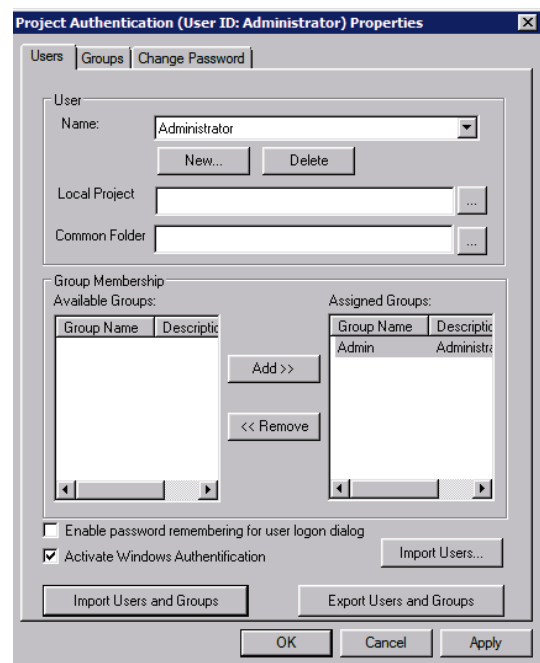 Project Authentication (User ID: Administrator) Properties
Users Groups Change Password
User
Name: Administrator
New... Delete
Local Project ...
Common Folder ...
Group Membership
Available Groups: Assigned Groups:
Group Name Descriptic Group Name Descriptic
Admin Administra
Add >>
<< Remove
Enable password remembering for user logon dialog
Activate Windows Authentification
Import Users...
Import Users and Groups Export Users and Groups
OK Cancel Apply